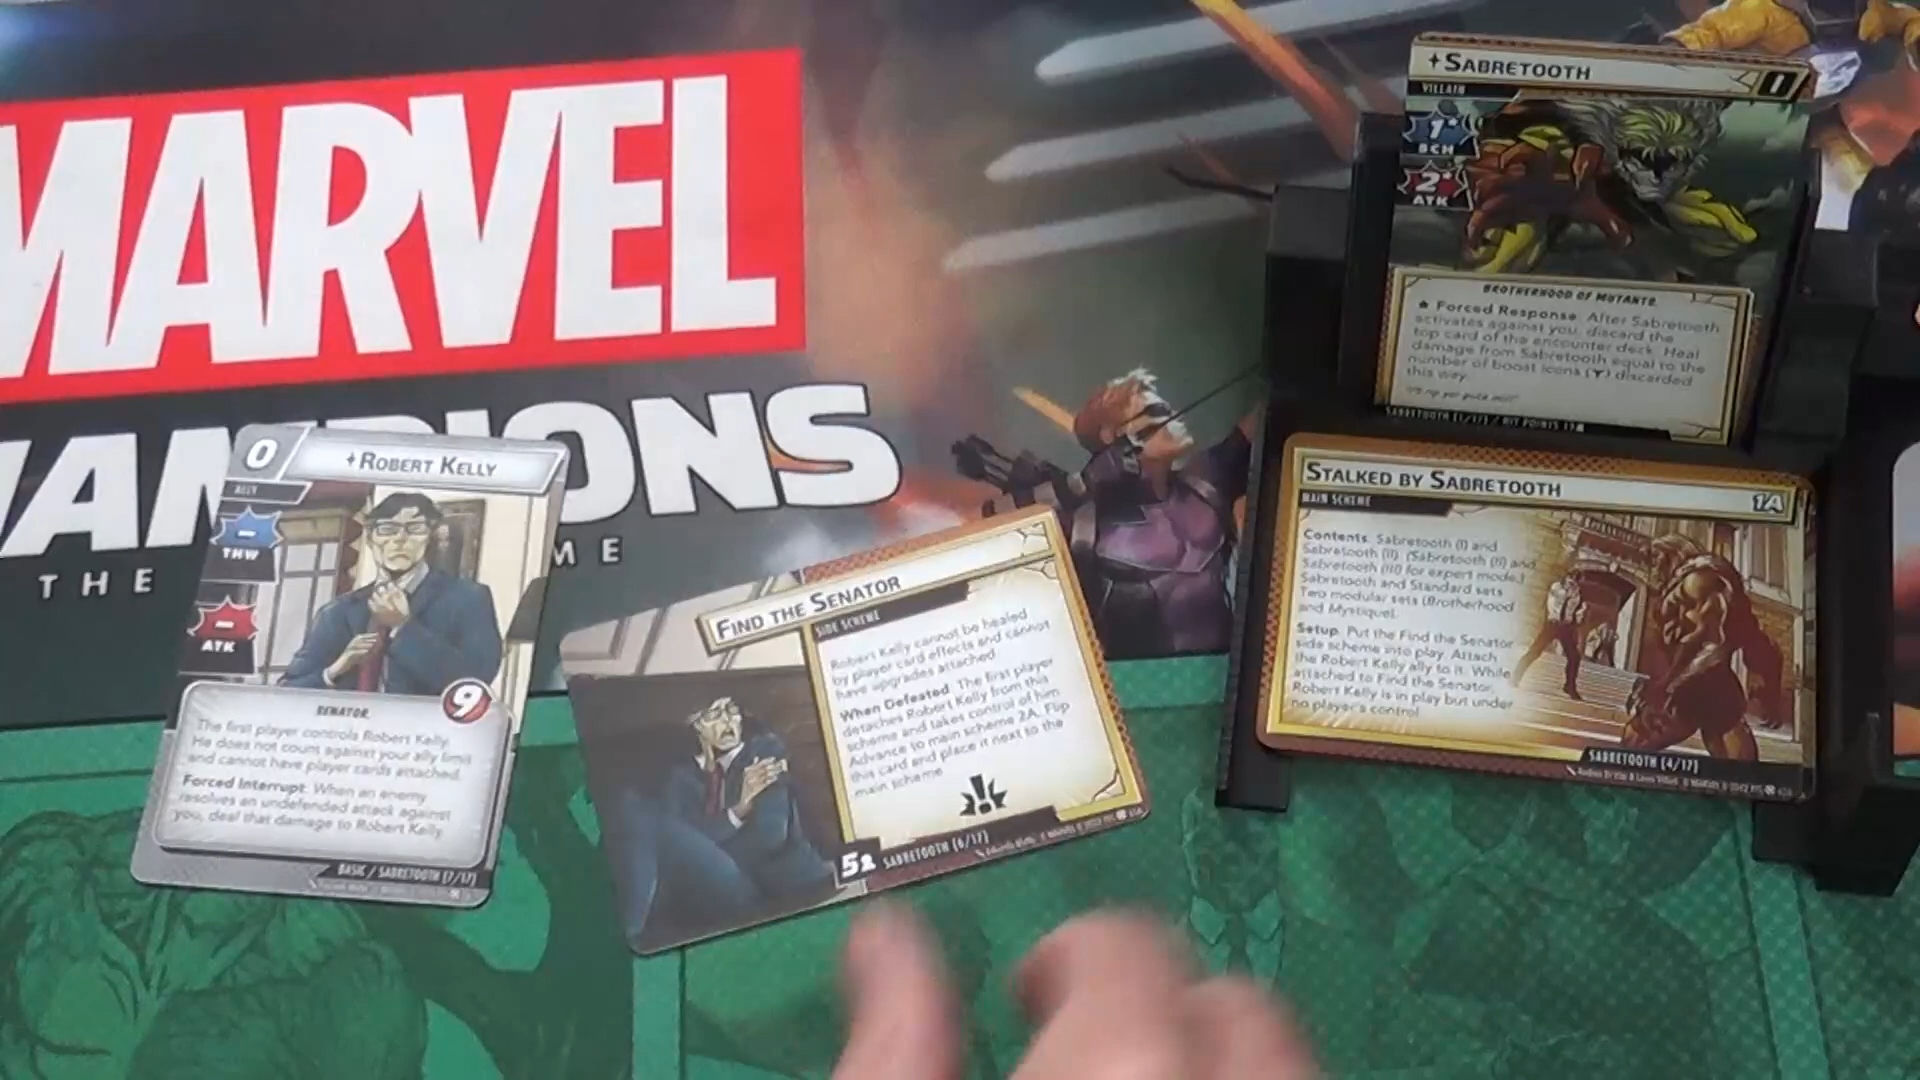 MARVEL
THE
ME
SABRETOOTH
I
VILLAIN
1*
SCH
2*
ATK
BROTHERHOOD OF MUTANTS.
Forced Response: After Sabretooth
activates against you, discard the
top card of the encounter deck. Heal
damage from Sabretooth equal to the
number of boost icons ( ) discarded
this way.
SABRETOOTH (1/17) / HIT POINTS
0
ROBERT KELLY
ALLY
–
THW
–
ATK
9
SENATOR.
The first player controls Robert Kelly.
He does not count against your ally limit
and cannot have player cards attached.
Forced Interrupt: When an enemy
resolves an undefended attack against
you, deal that damage to Robert Kelly.
BASIC / SABRETOOTH (7/17)
FIND THE SENATOR
SIDE SCHEME
Robert Kelly cannot be healed
by player card effects and cannot
have upgrades attached.
When Defeated: The first player
detaches Robert Kelly from this
scheme and takes control of him.
Advance to main scheme 2A. Flip
this card and place it next to the
main scheme.
5
SABRETOOTH (6/17)
STALKED BY SABRETOOTH
1A
MAIN SCHEME
Contents: Sabretooth (I) and
Sabretooth (II). (Sabretooth (II) and
Sabretooth (III) for expert mode.)
Sabretooth and Standard sets.
Two modular sets (Brotherhood
and Mystique).
Setup: Put the Find the Senator
side scheme into play. Attach
the Robert Kelly ally to it. While
attached to Find the Senator,
Robert Kelly is in play but under
no player's control.
SABRETOOTH (4/17)